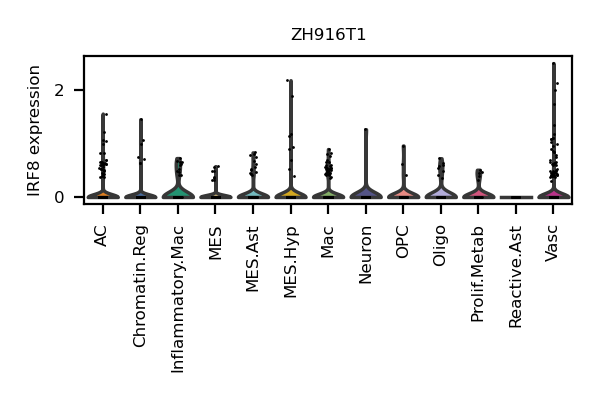 ZH916T1
IRF8 expression
2
0
AC
Chromatin.Reg
Inflammatory.Mac
MES
MES.Ast
MES.Hyp
Mac
Neuron
OPC
Oligo
Prolif.Metab
Reactive.Ast
Vasc